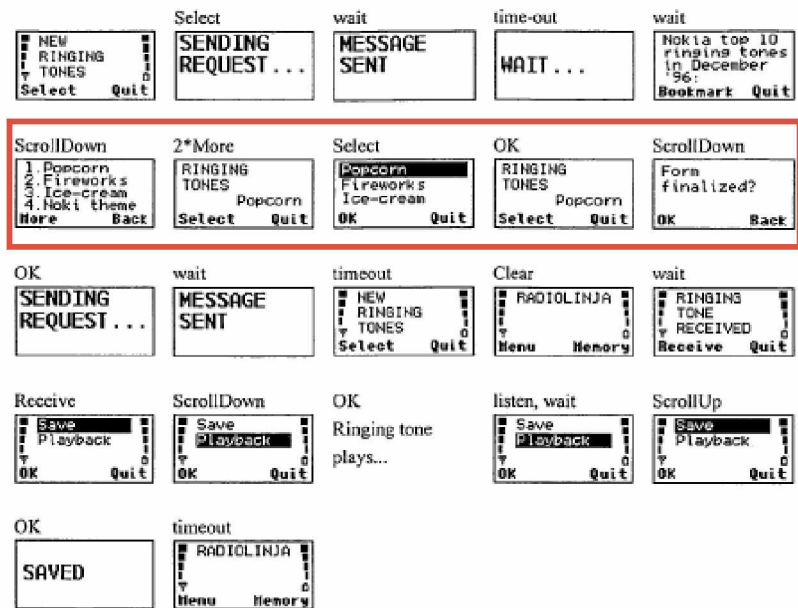 NEW
RINGING
TONES
Select Quit
Select
SENDING
REQUEST...
wait
MESSAGE
SENT
time-out
WAIT...
wait
Nokia top 10
ringing tones
in December
'96:
Bookmark Quit
ScrollDown
1.Popcorn
2.Fireworks
3.Ice-cream
4.Noki theme
More Back
2*More
RINGING
TONES
Popcorn
Select Quit
Select
Popcorn
Fireworks
Ice-cream
OK Quit
OK
RINGING
TONES
Popcorn
Select Quit
ScrollDown
Form
finalized?
OK Back
OK
SENDING
REQUEST...
wait
MESSAGE
SENT
timeout
NEW
RINGING
TONES
Select Quit
Clear
RADIOLINJA
Menu Memory
wait
RINGING
TONE
RECEIVED
Receive Quit
Receive
Save
Playback
OK Quit
ScrollDown
Save
Playback
OK Quit
OK
Ringing tone
plays...
listen, wait
Save
Playback
OK Quit
ScrollUp
Save
Playback
OK Quit
OK
SAVED
timeout
RADIOLINJA
Menu Memory